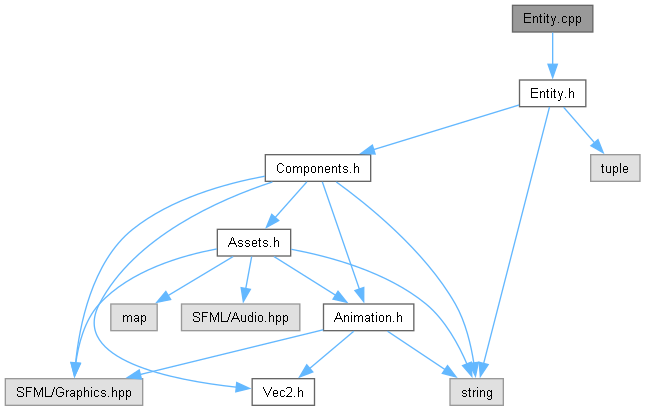 Entity.cpp
Entity.h
Components.h
tuple
Assets.h
map
SFML/Audio.hpp
Animation.h
SFML/Graphics.hpp
Vec2.h
string